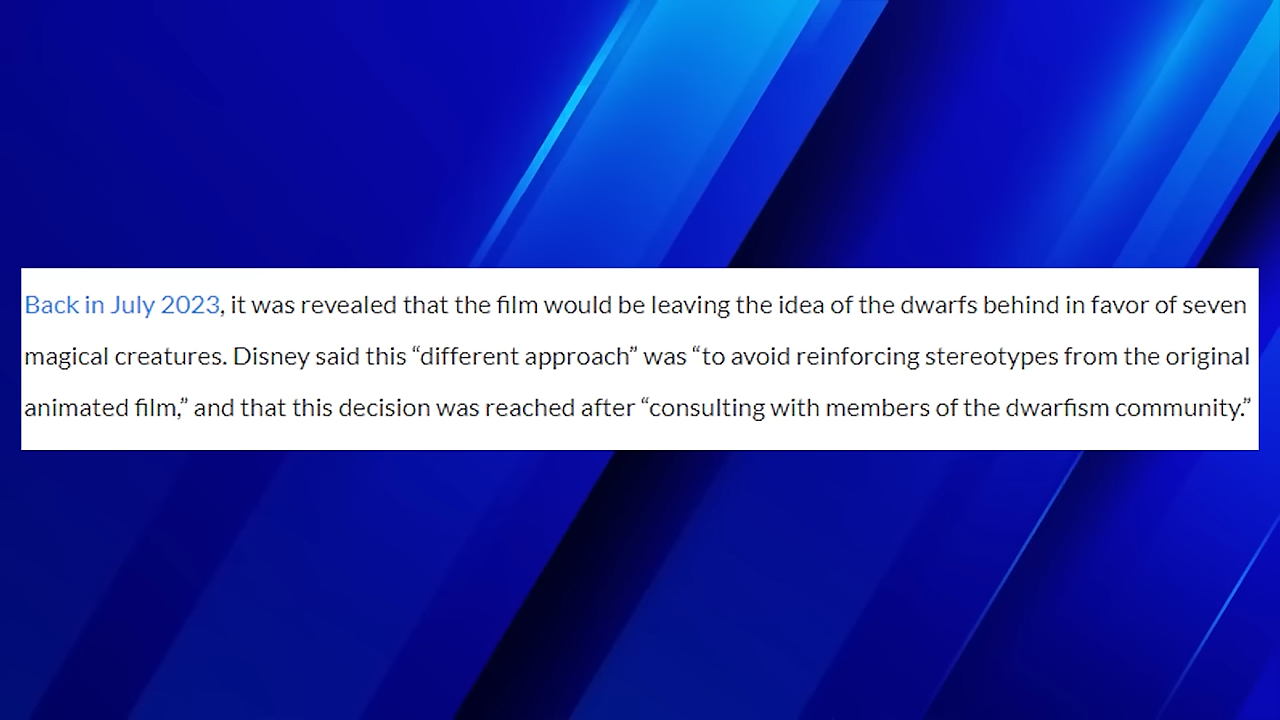 Back in July 2023, it was revealed that the film would be leaving the idea of the dwarfs behind in favor of seven
magical creatures. Disney said this “different approach” was “to avoid reinforcing stereotypes from the original
animated film,” and that this decision was reached after “consulting with members of the dwarfism community.”